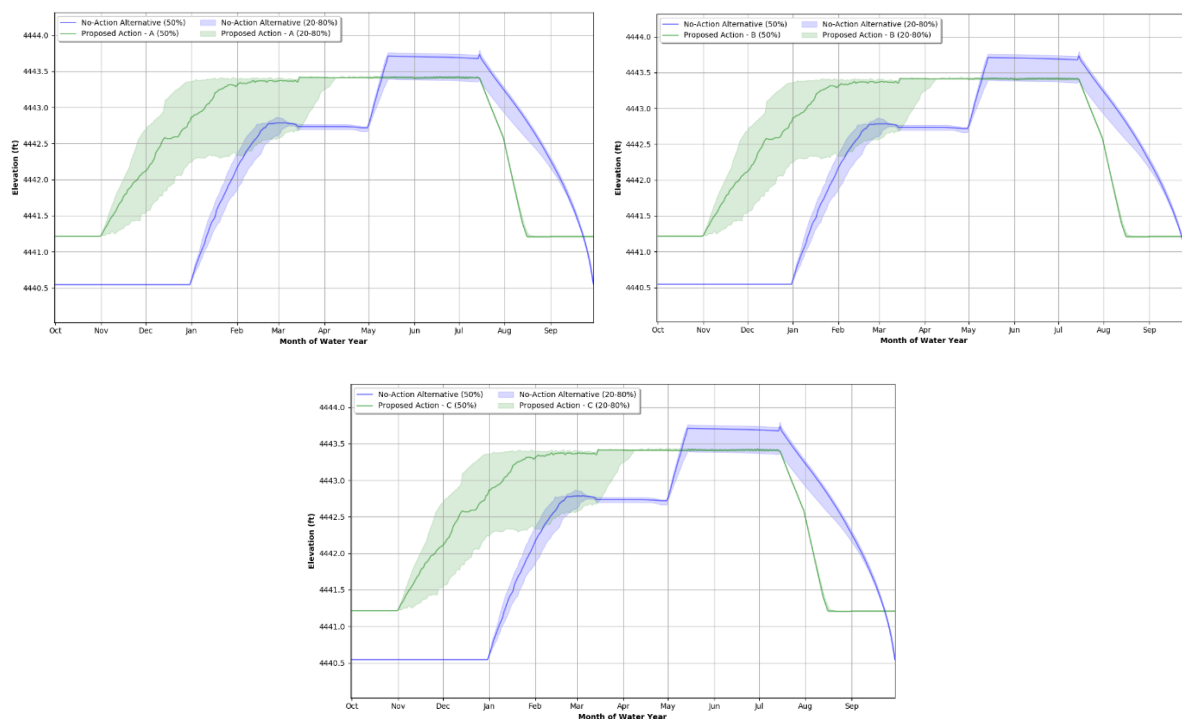 No-Action Alternative (50%) No-Action Alternative (20-80%)
Proposed Action - A (50%) Proposed Action - A (20-80%)
4444.0
4443.5
4443.0
4442.5
4442.0
4441.5
4441.0
4440.5
Elevation (ft)
Oct Nov Dec Jan Feb Mar Apr May Jun Jul Aug Sep
Month of Water Year
No-Action Alternative (50%) No-Action Alternative (20-80%)
Proposed Action - B (50%) Proposed Action - B (20-80%)
4444.0
4443.5
4443.0
4442.5
4442.0
4441.5
4441.0
4440.5
Elevation (ft)
Oct Nov Dec Jan Feb Mar Apr May Jun Jul Aug Sep
Month of Water Year
No-Action Alternative (50%) No-Action Alternative (20-80%)
Proposed Action - C (50%) Proposed Action - C (20-80%)
4444.0
4443.5
4443.0
4442.5
4442.0
4441.5
4441.0
4440.5
Elevation (ft)
Oct Nov Dec Jan Feb Mar Apr May Jun Jul Aug Sep
Month of Water Year